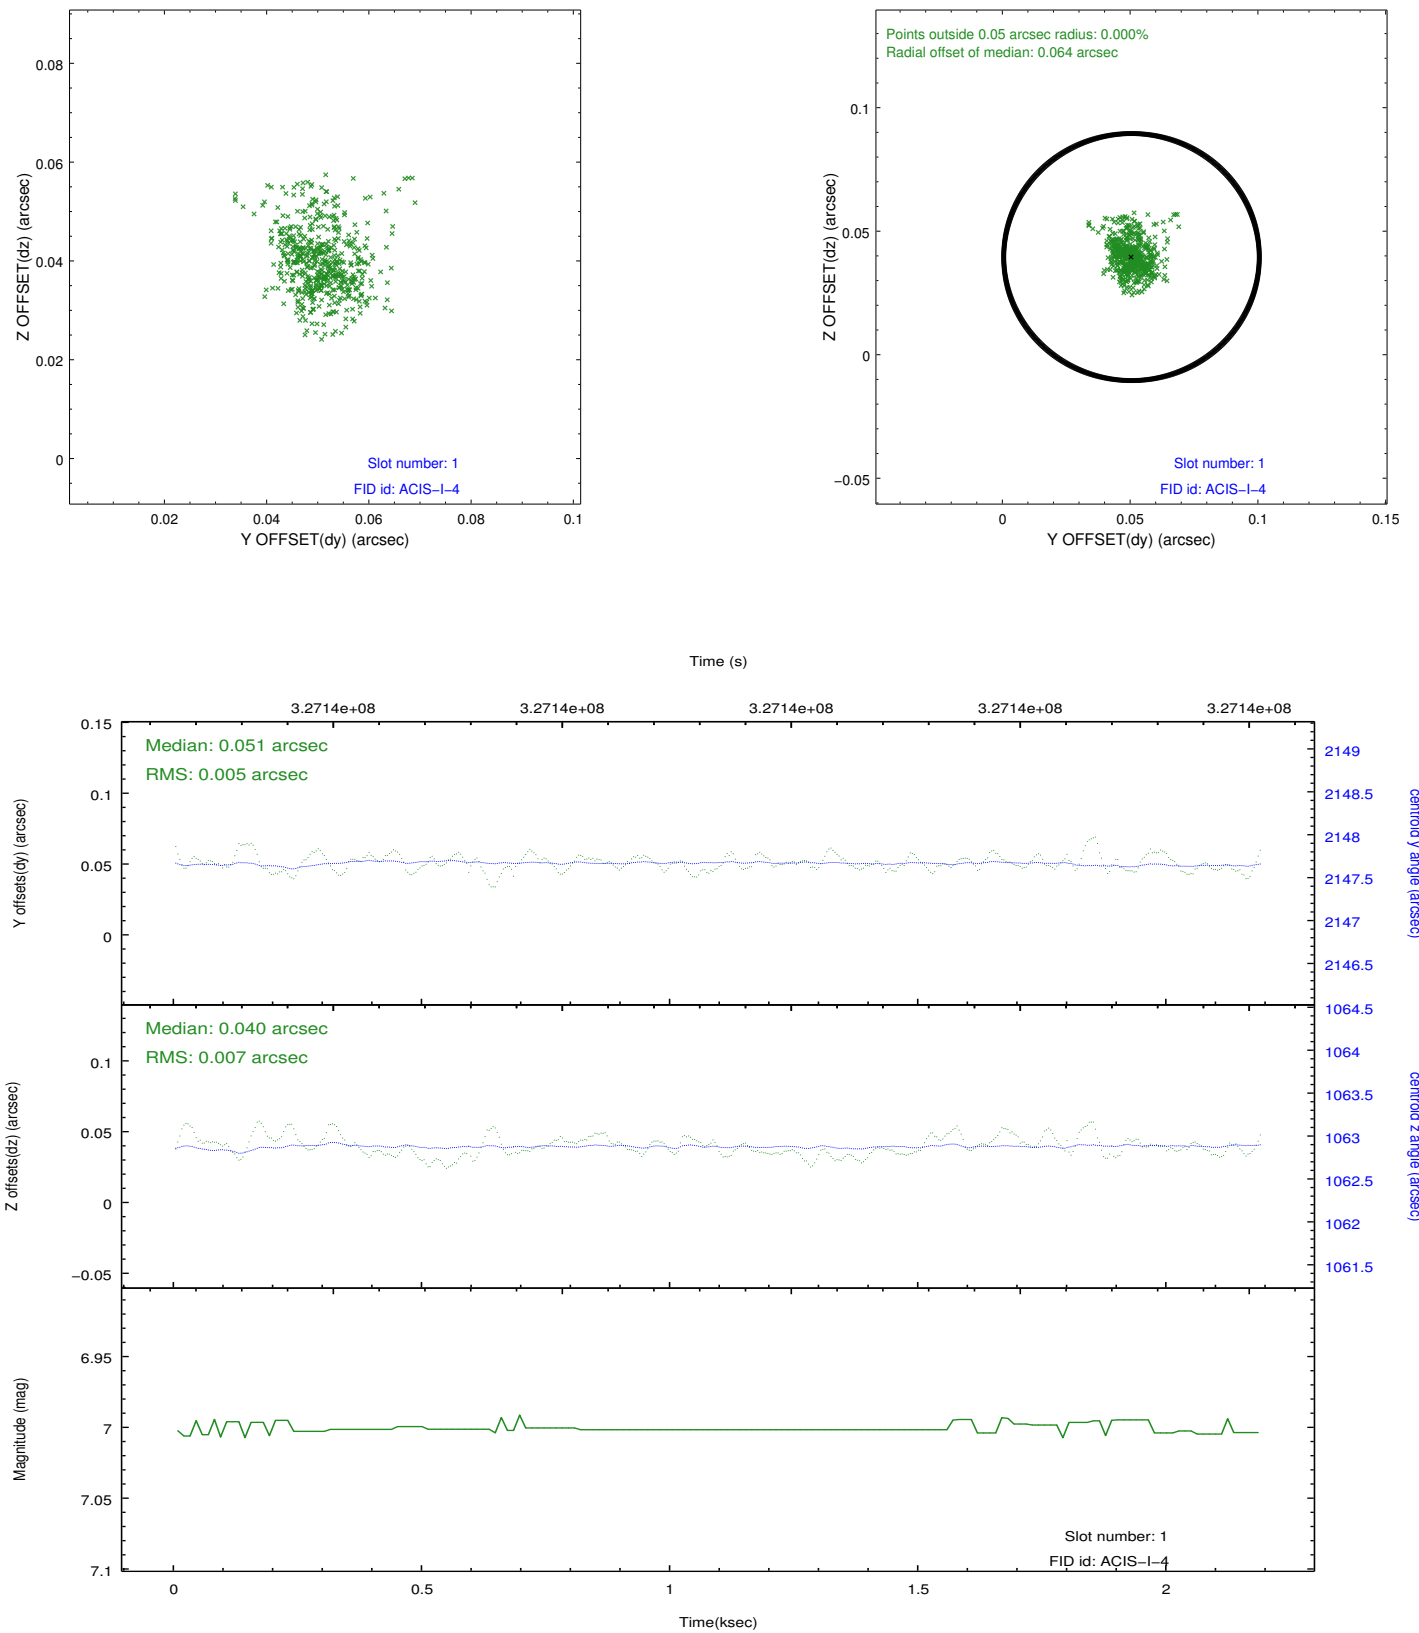 0.08
0.06
0.04
0.02
0
Z OFFSET(dz) (arcsec)
Slot number: 1
FID id: ACIS−I−4
0.02 0.04 0.06 0.08 0.1
Y OFFSET(dy) (arcsec)
Points outside 0.05 arcsec radius: 0.000%
Radial offset of median: 0.064 arcsec
0.1
0.05
0
−0.05
Z OFFSET(dz) (arcsec)
Slot number: 1
FID id: ACIS−I−4
0 0.05 0.1 0.15
Y OFFSET(dy) (arcsec)
Time (s)
3.2714e+08 3.2714e+08 3.2714e+08 3.2714e+08 3.2714e+08
0.15
0.1
0.05
0
Y offsets(dy) (arcsec)
Median: 0.051 arcsec
RMS: 0.005 arcsec
2149
2148.5
2148
2147.5
2147
2146.5
centroid y angle (arcsec)
0.1
0.05
0
−0.05
Z offsets(dz) (arcsec)
Median: 0.040 arcsec
RMS: 0.007 arcsec
1064.5
1064
1063.5
1063
1062.5
1062
1061.5
centroid z angle (arcsec)
6.95
7
7.05
7.1
Magnitude (mag)
Slot number: 1
FID id: ACIS−I−4
0 0.5 1 1.5 2
Time(ksec)